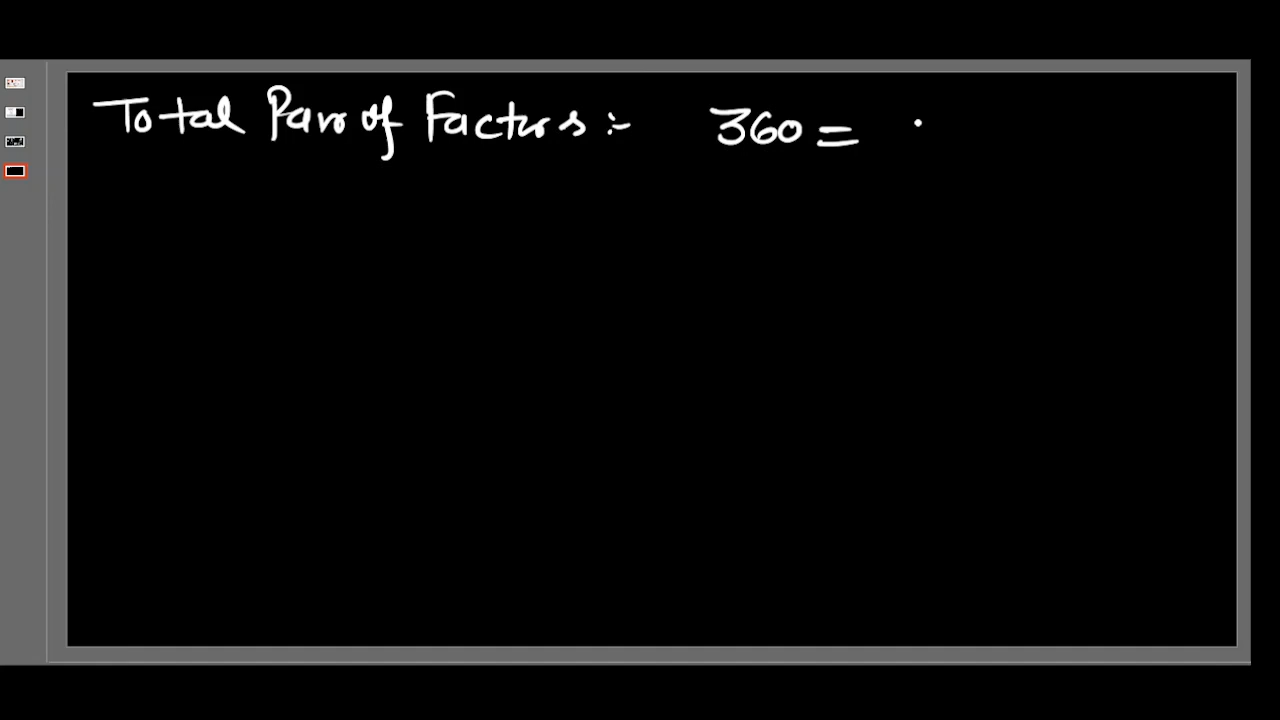 Total Pair of Factors :- 360 =